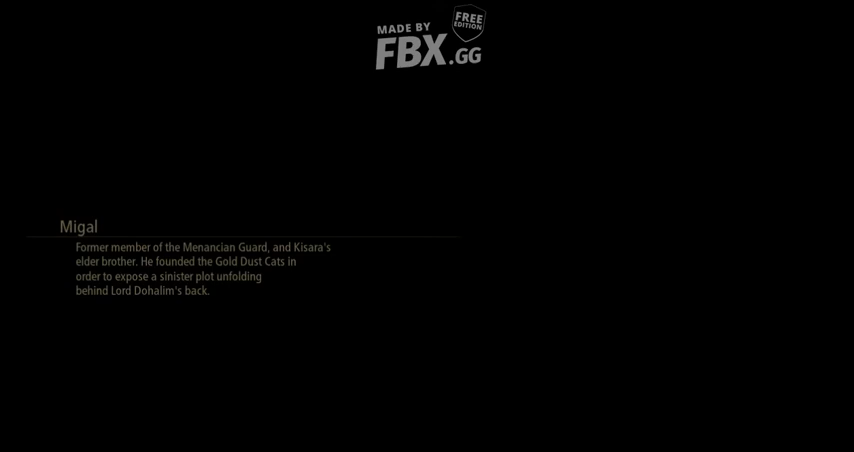 MADE BY
FREE
EDITION
FBX.GG
Migal
Former member of the Menancian Guard, and Kisara's
elder brother. He founded the Gold Dust Cats in
order to expose a sinister plot unfolding
behind Lord Dohalim's back.